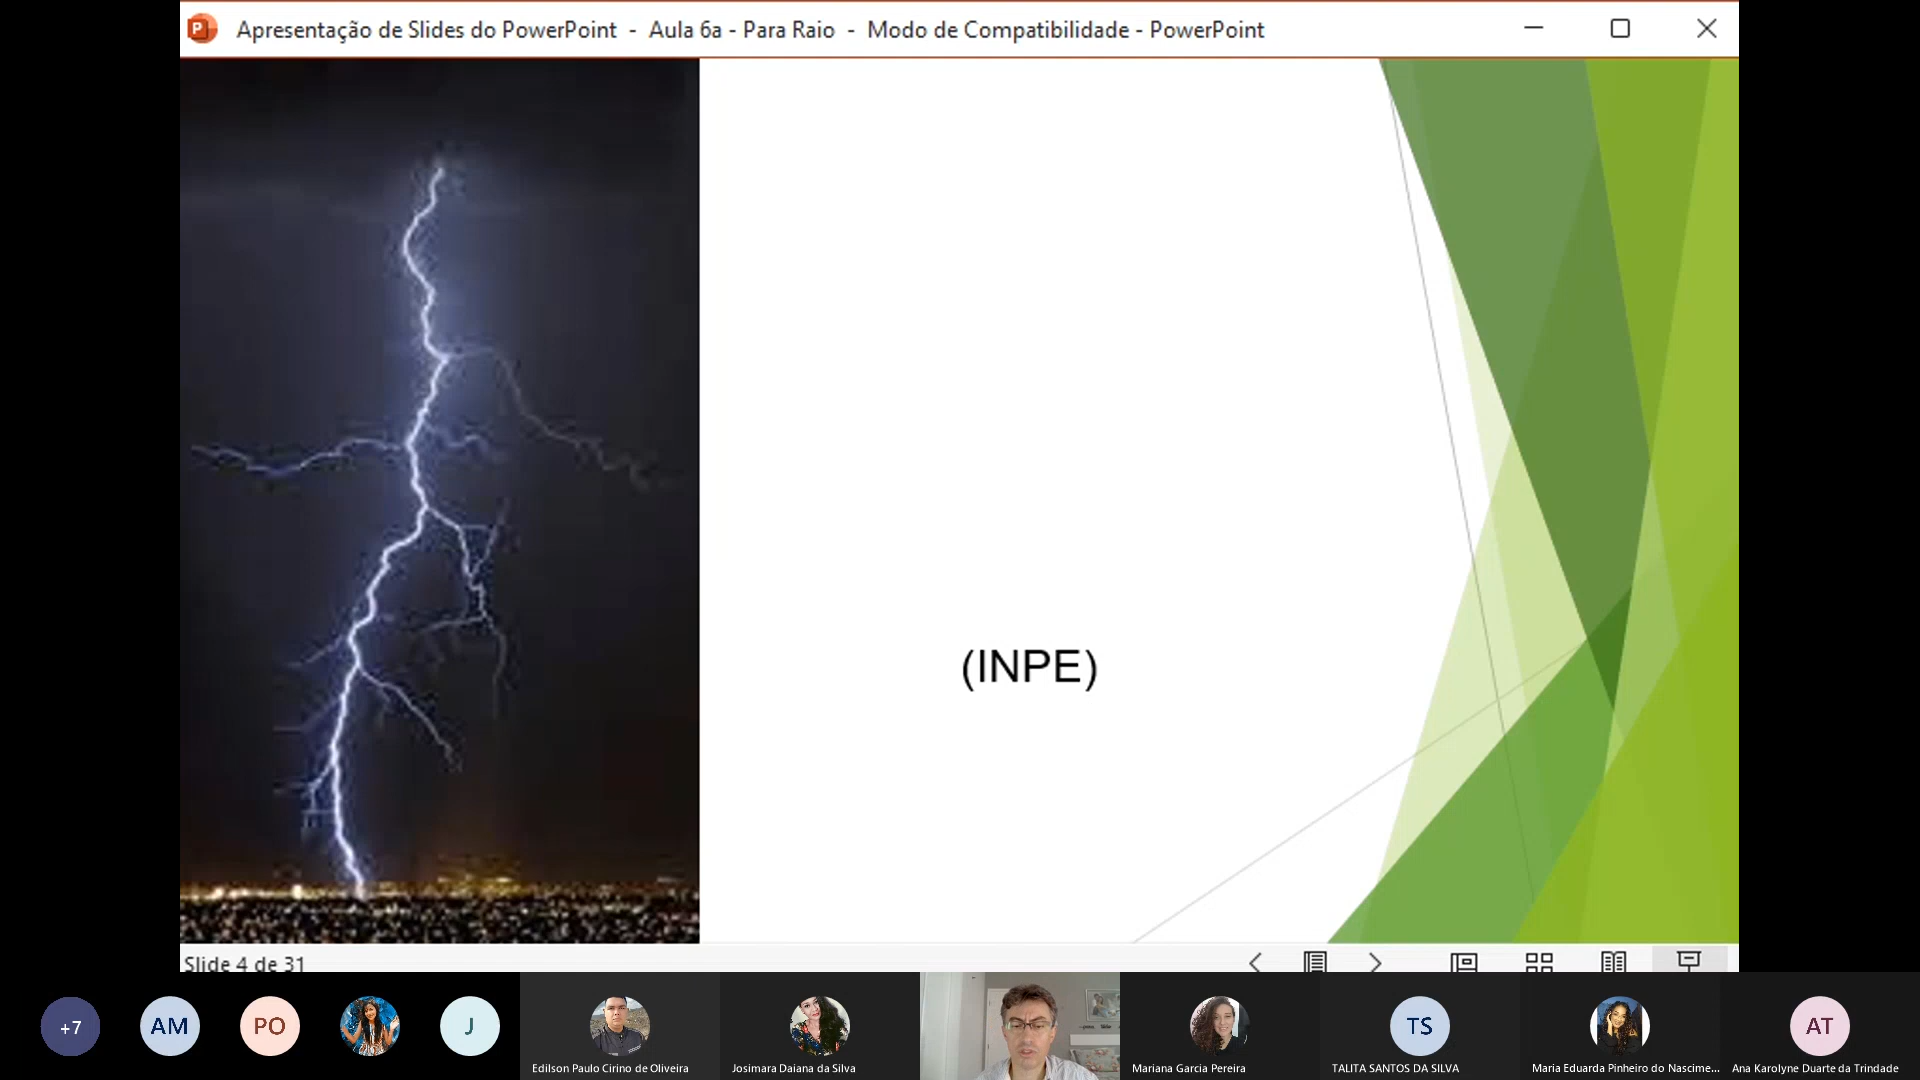 Apresentação de Slides do PowerPoint - Aula 6a - Para Raio - Modo de Compatibilidade - PowerPoint
(INPE)
Slide 4 de 31
+7
AM
PO
J
TS
AT
Edilson Paulo Cirino de Oliveira
Josimara Daiana da Silva
Mariana Garcia Pereira
TALITA SANTOS DA SILVA
Maria Eduarda Pinheiro do Nascime...
Ana Karolyne Duarte da Trindade